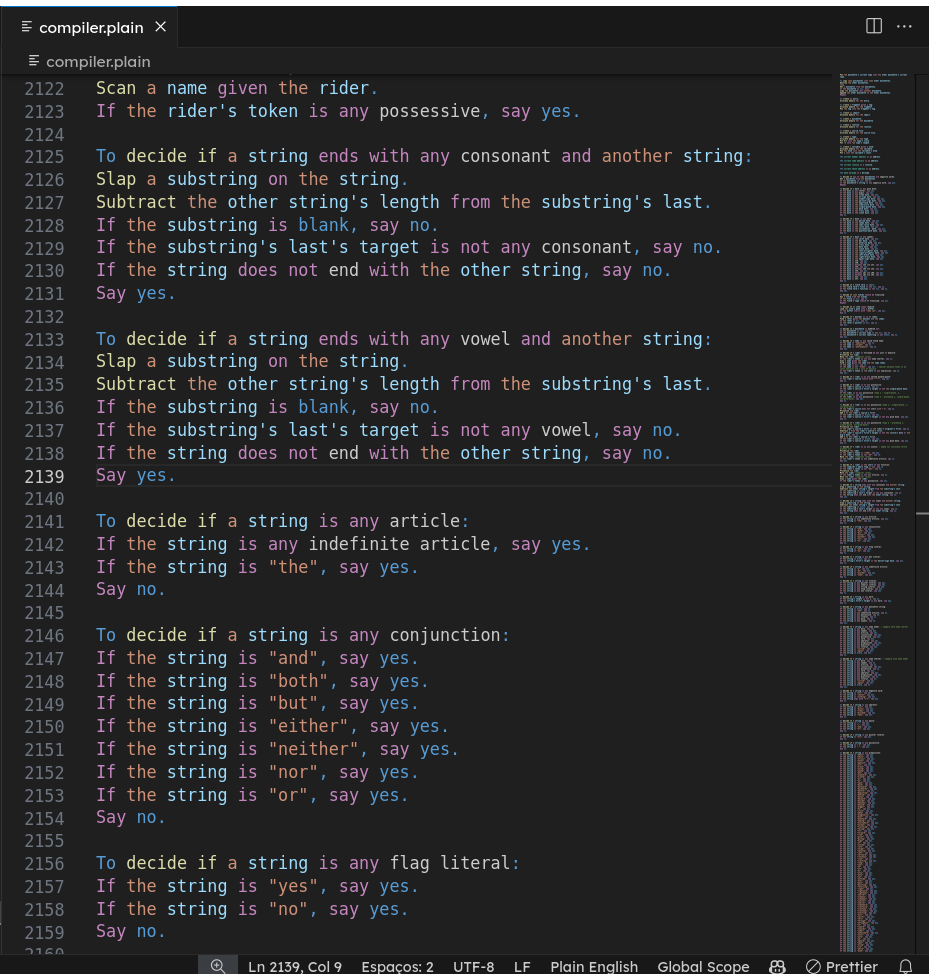 compiler.plain
compiler.plain
2122 Scan a name given the rider.
2123 If the rider's token is any possessive, say yes.
2124
2125 To decide if a string ends with any consonant and another string:
2126 Slap a substring on the string.
2127 Subtract the other string's length from the substring's last.
2128 If the substring is blank, say no.
2129 If the substring's last's target is not any consonant, say no.
2130 If the string does not end with the other string, say no.
2131 Say yes.
2132
2133 To decide if a string ends with any vowel and another string:
2134 Slap a substring on the string.
2135 Subtract the other string's length from the substring's last.
2136 If the substring is blank, say no.
2137 If the substring's last's target is not any vowel, say no.
2138 If the string does not end with the other string, say no.
2139 Say yes.
2140
2141 To decide if a string is any article:
2142 If the string is any indefinite article, say yes.
2143 If the string is "the", say yes.
2144 Say no.
2145
2146 To decide if a string is any conjunction:
2147 If the string is "and", say yes.
2148 If the string is "both", say yes.
2149 If the string is "but", say yes.
2150 If the string is "either", say yes.
2151 If the string is "neither", say yes.
2152 If the string is "nor", say yes.
2153 If the string is "or", say yes.
2154 Say no.
2155
2156 To decide if a string is any flag literal:
2157 If the string is "yes", say yes.
2158 If the string is "no", say yes.
2159 Say no.
2160
Ln 2139, Col 9 Espaços: 2 UTF-8 LF Plain English Global Scope Prettier